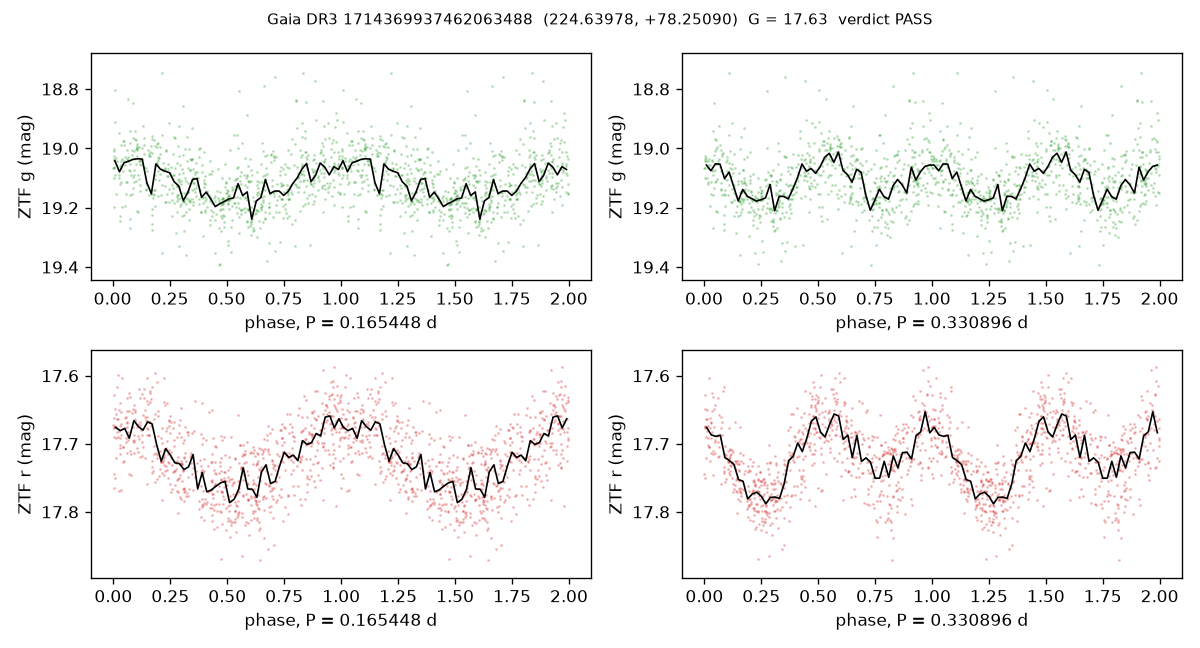 Gaia DR3 1714369937462063488 (224.63978, +78.25090) G = 17.63 verdict PASS
ZTF g (mag)
18.8
19.0
19.2
19.4
0.00 0.25 0.50 0.75 1.00 1.25 1.50 1.75 2.00
phase, P = 0.165448 d
ZTF g (mag)
18.8
19.0
19.2
19.4
0.00 0.25 0.50 0.75 1.00 1.25 1.50 1.75 2.00
phase, P = 0.330896 d
ZTF r (mag)
17.6
17.7
17.8
0.00 0.25 0.50 0.75 1.00 1.25 1.50 1.75 2.00
phase, P = 0.165448 d
ZTF r (mag)
17.6
17.7
17.8
0.00 0.25 0.50 0.75 1.00 1.25 1.50 1.75 2.00
phase, P = 0.330896 d